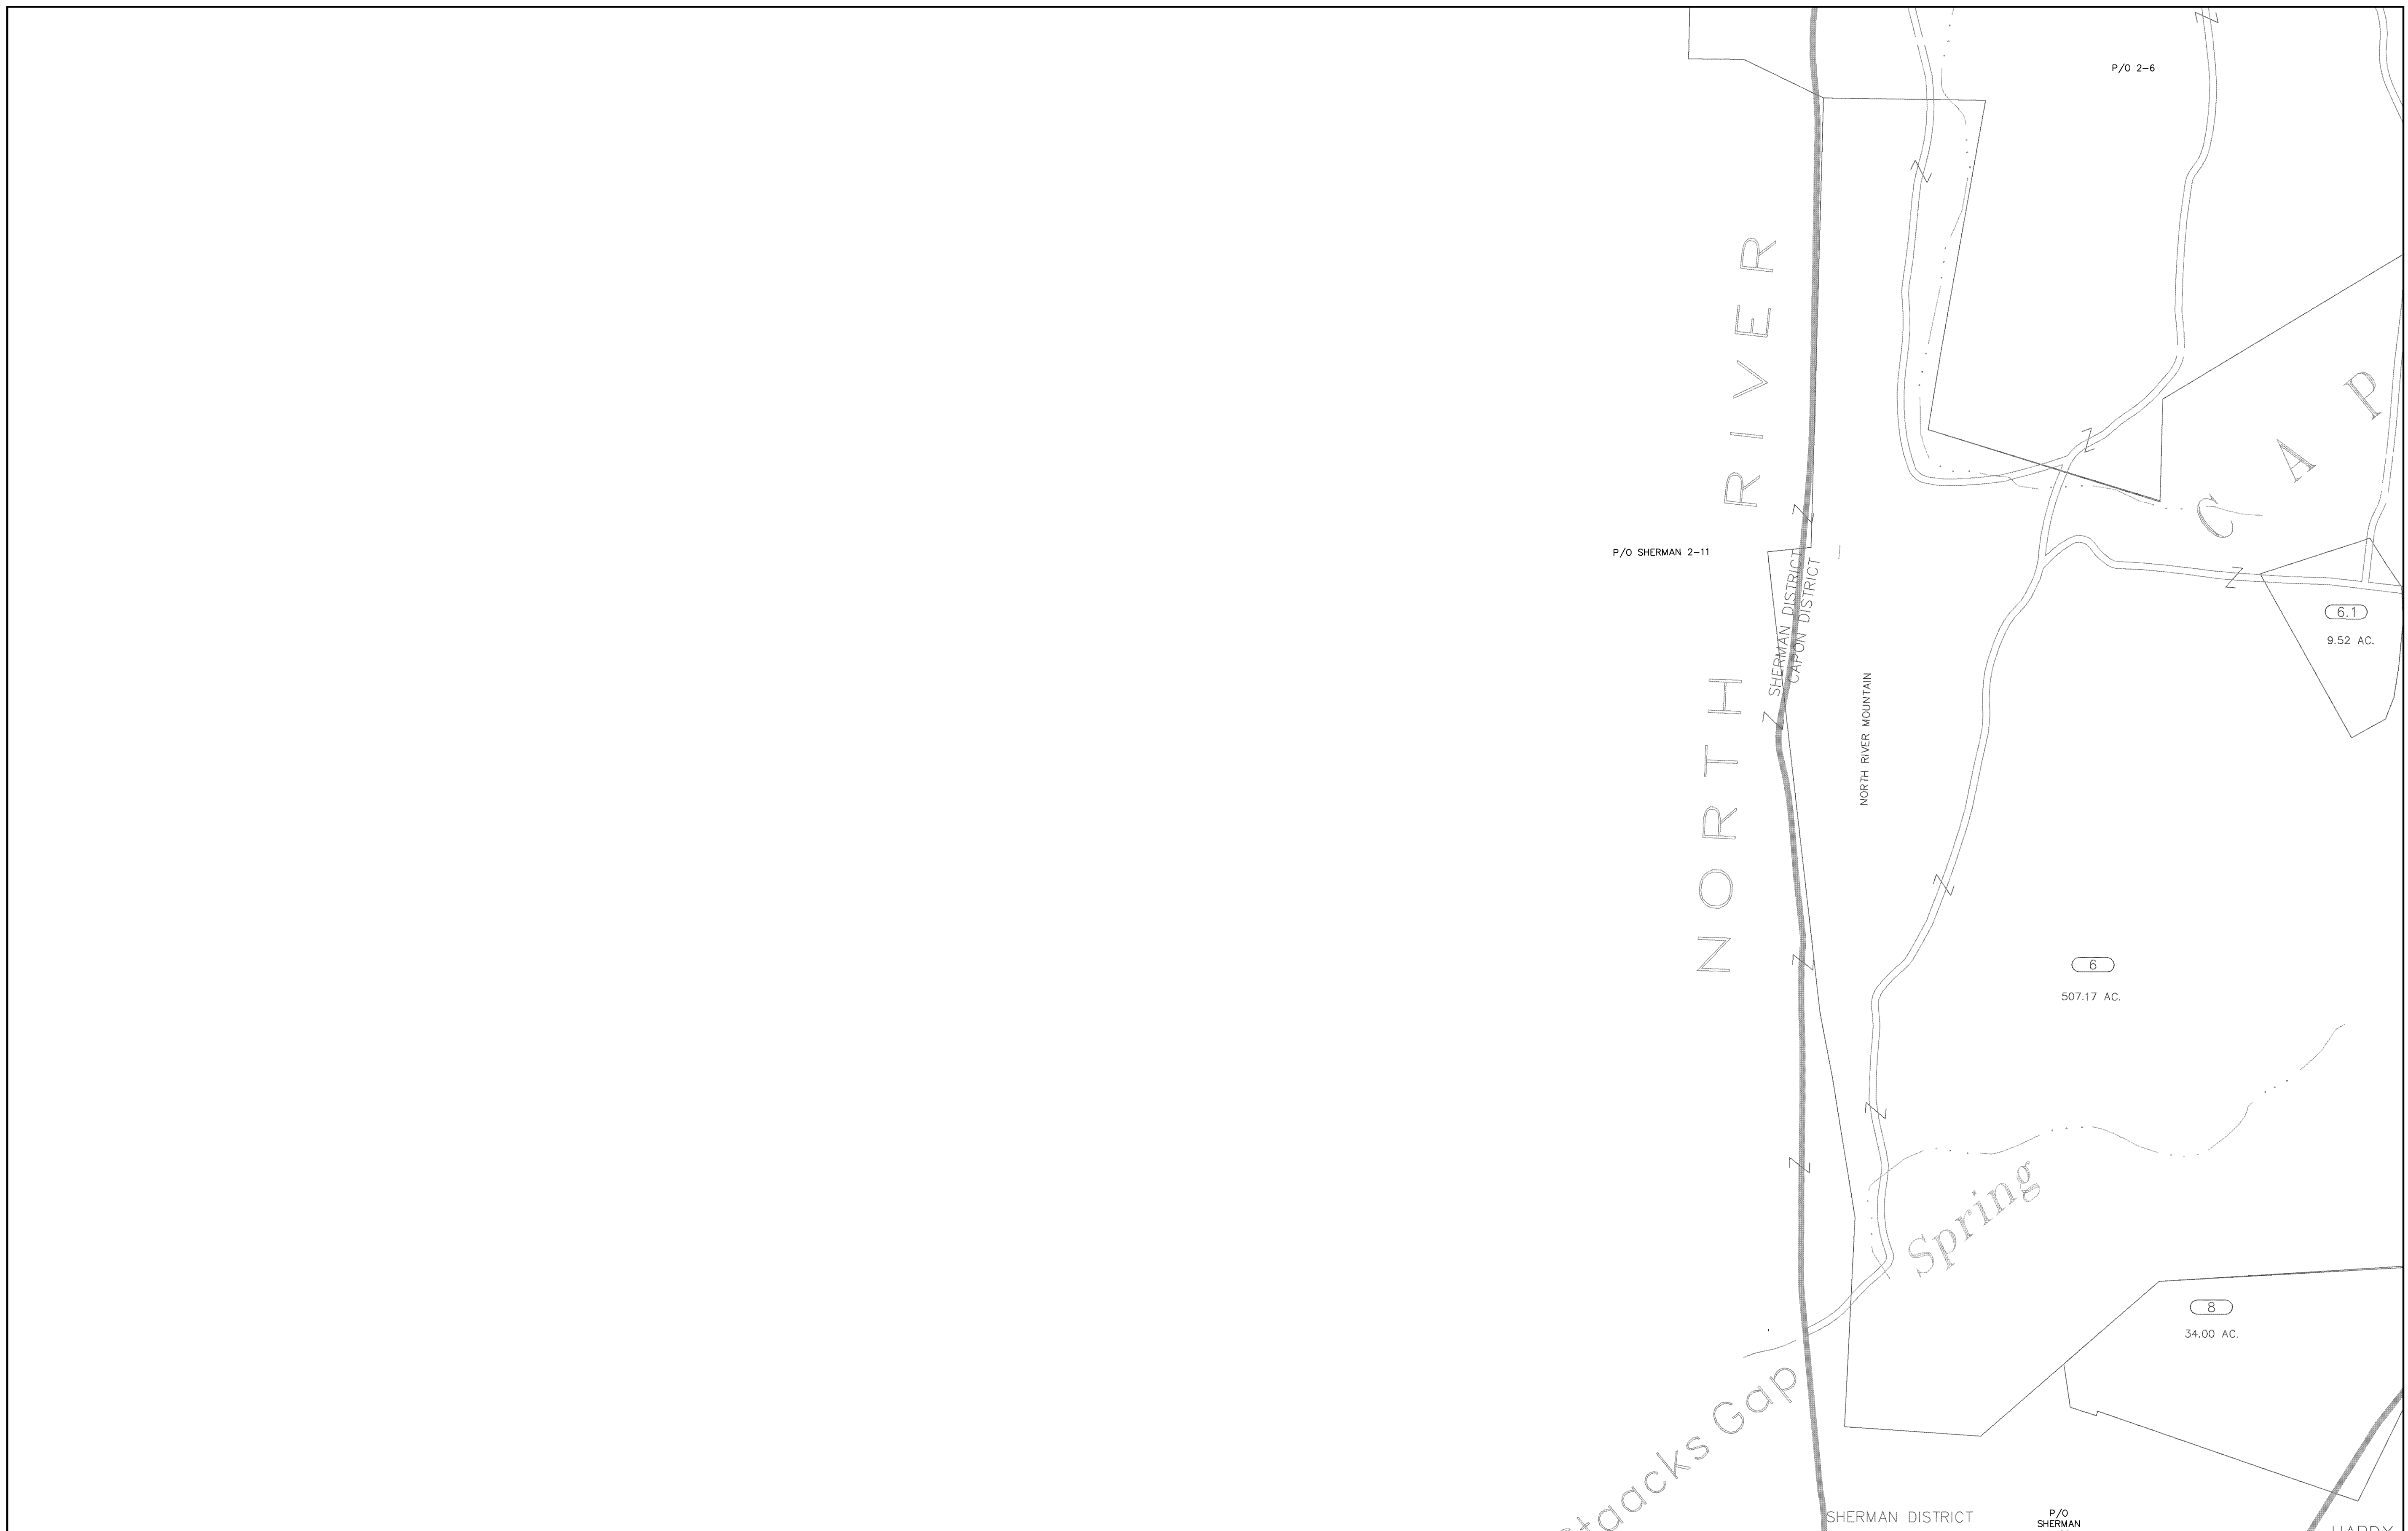 P/O 2-6
NORTH RIVER
CAP
P/O SHERMAN 2-11
SHERMAN DISTRICT
CAPON DISTRICT
6.1
9.52 AC.
NORTH RIVER MOUNTAIN
6
507.17 AC.
Spring
8
34.00 AC.
Gap
SHERMAN DISTRICT
P/O
SHERMAN